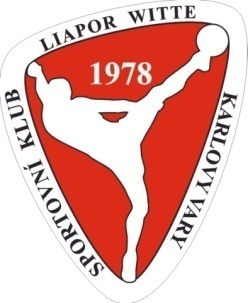 SPORTOVNÍ KLUB
LIAPOR WITTE
KARLOVY VARY
1978